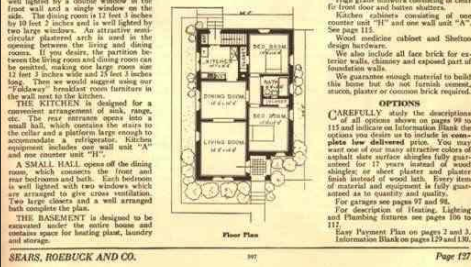 well lighted by a double window in the
front wall and a single window on the
side. The dining room is 12 feet 3 inches
by 10 feet 2 inches and is well lighted by
two large windows. An attractive semi-
circular plastered arch is used in the
opening between the living and dining
rooms. If you desire, the partition be-
tween the living room and dining room can
be omitted, making one large room size
12 feet 3 inches wide and 25 feet 3 inches
long. Then we would suggest using our
"Foldaway" breakfast room furniture in
the wall next to the kitchen.
THE KITCHEN is designed for a
convenient arrangement of sink, range,
etc. The rear entrance opens into a
small hall, which contains the stairs to
the cellar and a platform large enough to
accommodate a refrigerator. Kitchen
equipment includes one wall unit "A"
and one counter unit "H".
A SMALL HALL opens off the dining
room, which connects the front and
rear bedrooms and bath. Each bedroom
is well lighted with two windows which
are arranged to give cross ventilation.
Two large closets and a well arranged
bath complete the plan.
THE BASEMENT is designed to be
excavated under the entire house and
contains space for heating plant, laundry
and storage.
KITCHEN
BED ROOM
BATH
DINING ROOM
BED ROOM
LIVING ROOM
Floor Plan
fir front door and batten shutters.
Kitchen cabinets consisting of one
counter unit "H" and one wall unit "A".
See page 115.
Wood medicine cabinet and Shelton
design hardware.
We also include all face brick for ex-
terior walls, chimney and exposed part of
foundation walls.
We guarantee enough material to build
this home but do not furnish cement,
stucco, plaster or common brick required.
OPTIONS
CAREFULLY study the descriptions
of all options shown on pages 99 to
115 and indicate on Information Blank the
options you desire us to include in com-
plete low delivered price. You may
want one of our many attractive colors of
asphalt slate surface shingles fully guar-
anteed for 17 years instead of wood
shingles; or sheet plaster and plaster
finish instead of wood lath. Every item
of material and equipment is fully guar-
anteed as to quantity and quality.
For garages see pages 97 and 98.
For description of Heating, Lighting
and Plumbing fixtures see pages 106 to
112.
Easy Payment Plan on pages 2 and 3.
Information Blank on pages 129 and 130.
SEARS, ROEBUCK AND CO.
Page 127